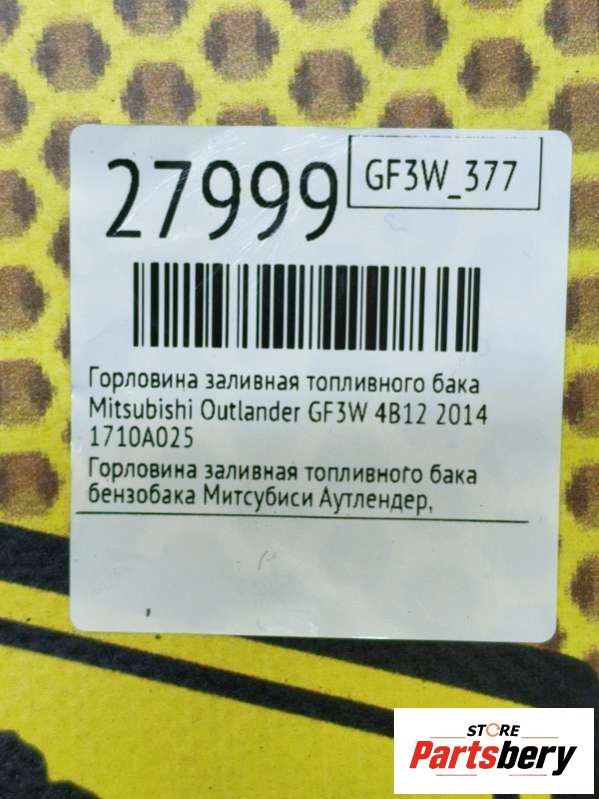 27999
GF3W_377
Горловина заливная топливного бака
Mitsubishi Outlander GF3W 4B12 2014
1710A025
Горловина заливная топливного бака
бензобака Митсубиси Аутлендер,
STORE
Partsbery